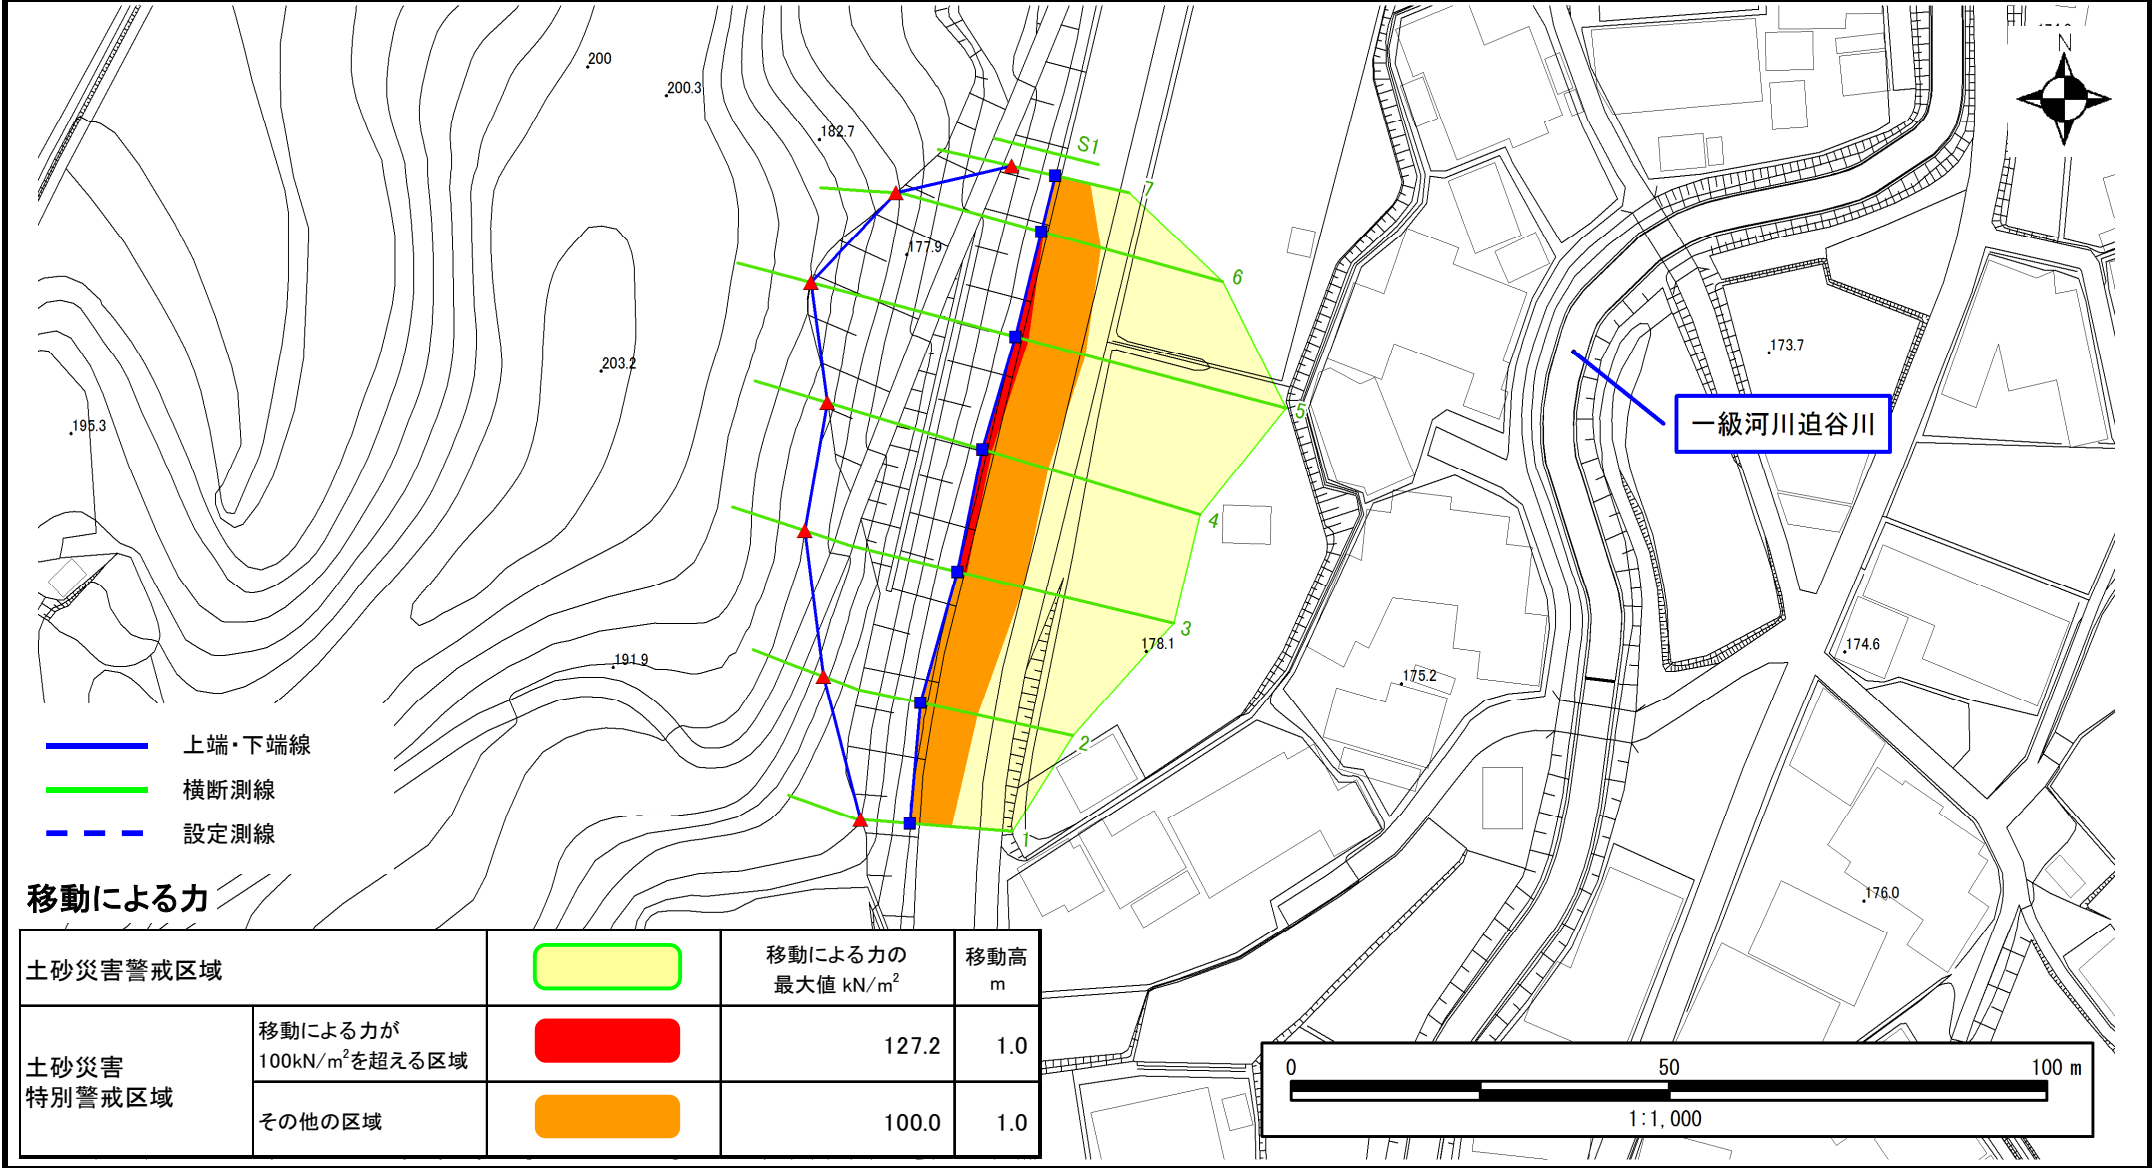 N
200
200.3
182.7
S1
7
177.9
6
203.2
173.7
5
195.3
一級河川迫谷川
4
3
178.1
174.6
191.9
175.2
2
1
176.0
上端・下端線
横断測線
設定測線
移動による力
土砂災害警戒区域
移動による力の
最大値 kN/m²
移動高
m
土砂災害
特別警戒区域
移動による力が
100kN/m²を超える区域
127.2
1.0
その他の区域
100.0
1.0
0 50 100 m
1:1,000